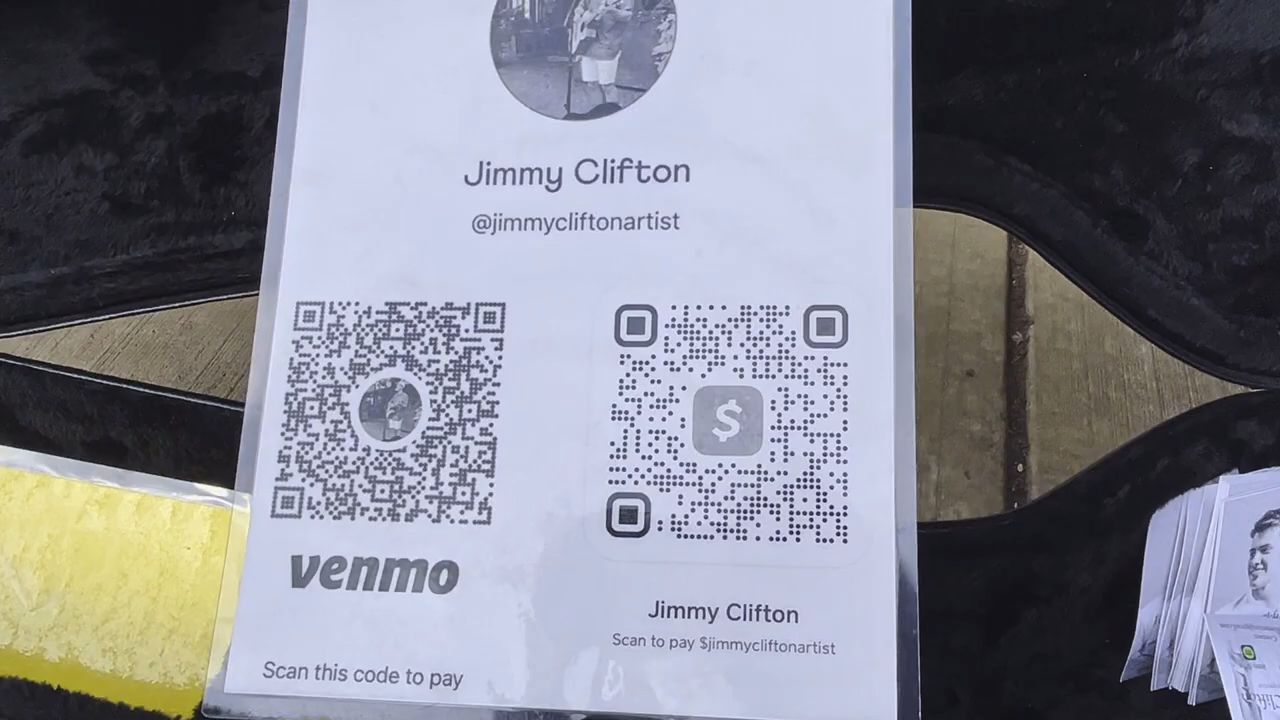 Jimmy Clifton
@jimmycliftonartist
$
venmo
Scan this code to pay
Jimmy Clifton
Scan to pay $jimmycliftonartist